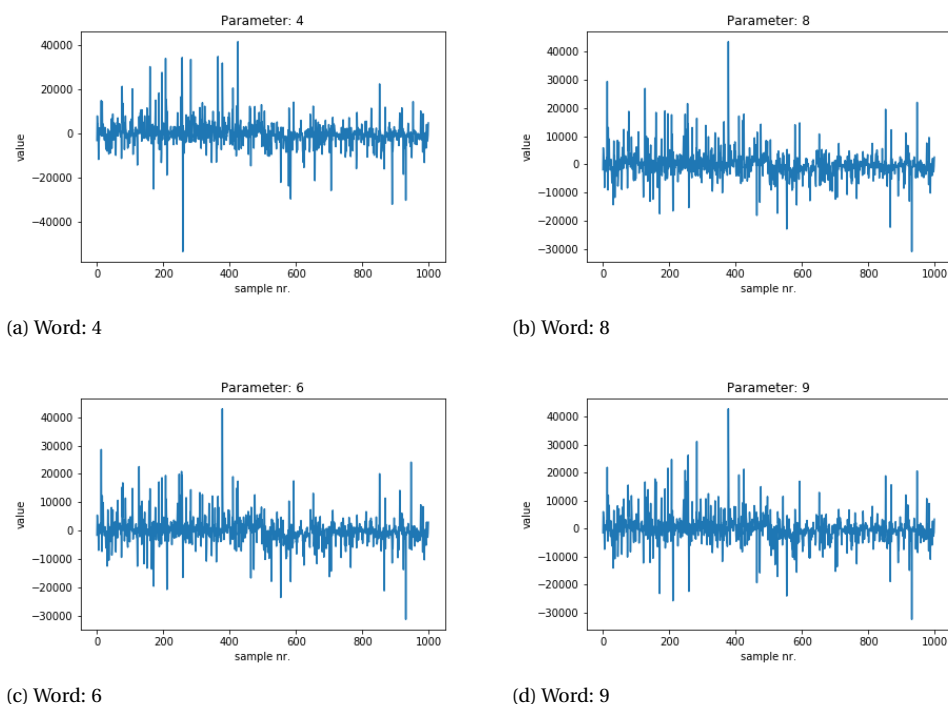 Parameter: 4
40000
20000
0
−20000
−40000
value
0 200 400 600 800 1000
sample nr.
(a) Word: 4
Parameter: 8
40000
30000
20000
10000
0
−10000
−20000
−30000
value
0 200 400 600 800 1000
sample nr.
(b) Word: 8
Parameter: 6
40000
30000
20000
10000
0
−10000
−20000
−30000
value
0 200 400 600 800 1000
sample nr.
(c) Word: 6
Parameter: 9
40000
30000
20000
10000
0
−10000
−20000
−30000
value
0 200 400 600 800 1000
sample nr.
(d) Word: 9